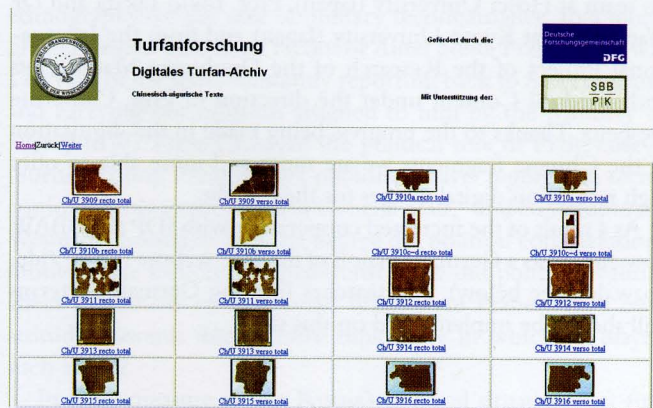 Turfanforschung
Digitales Turfan-Archiv
Chinesisch-uigurische Texte
Gefördert durch die:
Deutsche
Forschungsgemeinschaft
DFG
Mit Unterstützung der:
SBB
PK
Home|Zurück|Weiter
Ch/U 3909 recto total
Ch/U 3909 verso total
Ch/U 3910a recto total
Ch/U 3910a verso total
Ch/U 3910b recto total
Ch/U 3910b verso total
Ch/U 3910c-d recto total
Ch/U 3910c-d verso total
Ch/U 3911 recto total
Ch/U 3911 verso total
Ch/U 3912 recto total
Ch/U 3912 verso total
Ch/U 3913 recto total
Ch/U 3913 verso total
Ch/U 3914 recto total
Ch/U 3914 verso total
Ch/U 3915 recto total
Ch/U 3915 verso total
Ch/U 3916 recto total
Ch/U 3916 verso total